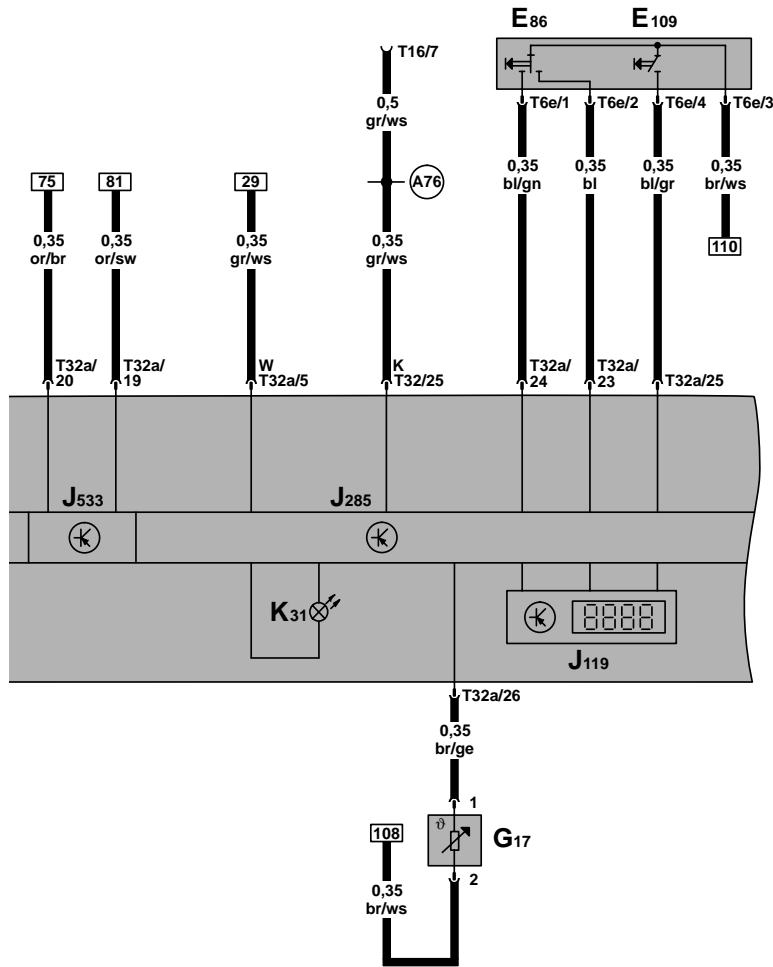 E86 E109
T16/7
T6e/1 T6e/2 T6e/4 T6e/3
0,5
gr/ws
0,35
bl/gn
0,35
bl
0,35
bl/gr
0,35
br/ws
75 81 29 A76
0,35
or/br
0,35
or/sw
0,35
gr/ws
0,35
gr/ws
110
T32a/
20
T32a/
19
W
T32a/5
K
T32/25
T32a/
24
T32a/
23
T32a/25
J533 J285
K31
8888
J119
T32a/26
0,35
br/ge
1
108
ϑ
G17
2
0,35
br/ws